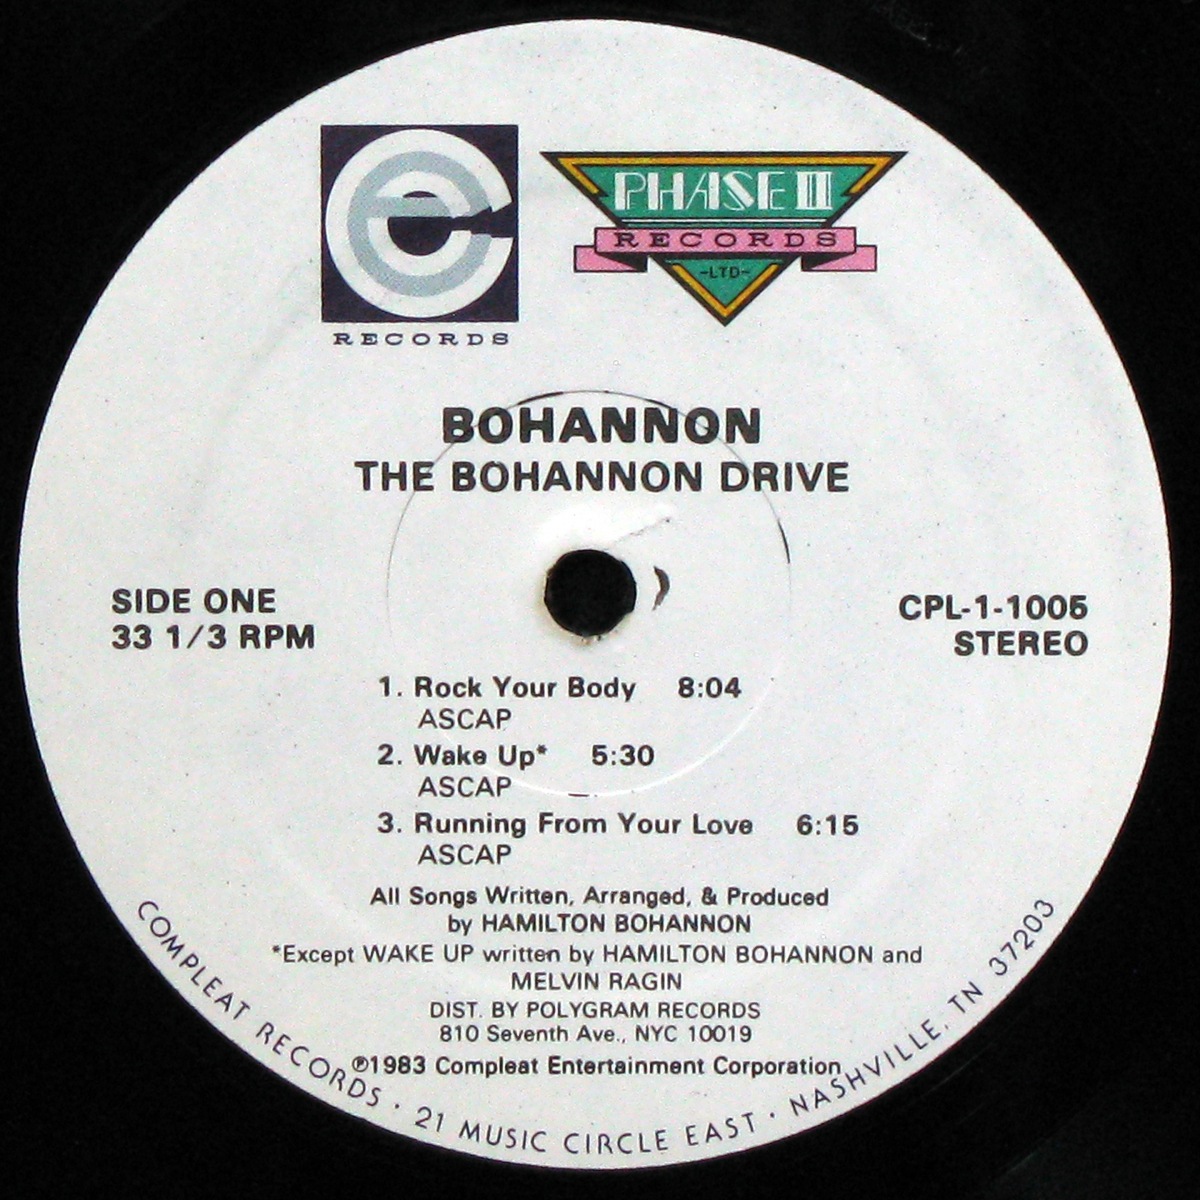 RECORDS
PHASE II
RECORDS
-LTD-
BOHANNON
THE BOHANNON DRIVE
SIDE ONE
33 1/3 RPM
CPL-1-1005
STEREO
1. Rock Your Body 8:04
ASCAP
2. Wake Up* 5:30
ASCAP
3. Running From Your Love 6:15
ASCAP
All Songs Written, Arranged, & Produced
by HAMILTON BOHANNON
*Except WAKE UP written by HAMILTON BOHANNON and
MELVIN RAGIN
DIST. BY POLYGRAM RECORDS
810 Seventh Ave., NYC 10019
℗1983 Compleat Entertainment Corporation
COMPLEAT RECORDS · 21 MUSIC CIRCLE EAST · NASHVILLE, TN 37203